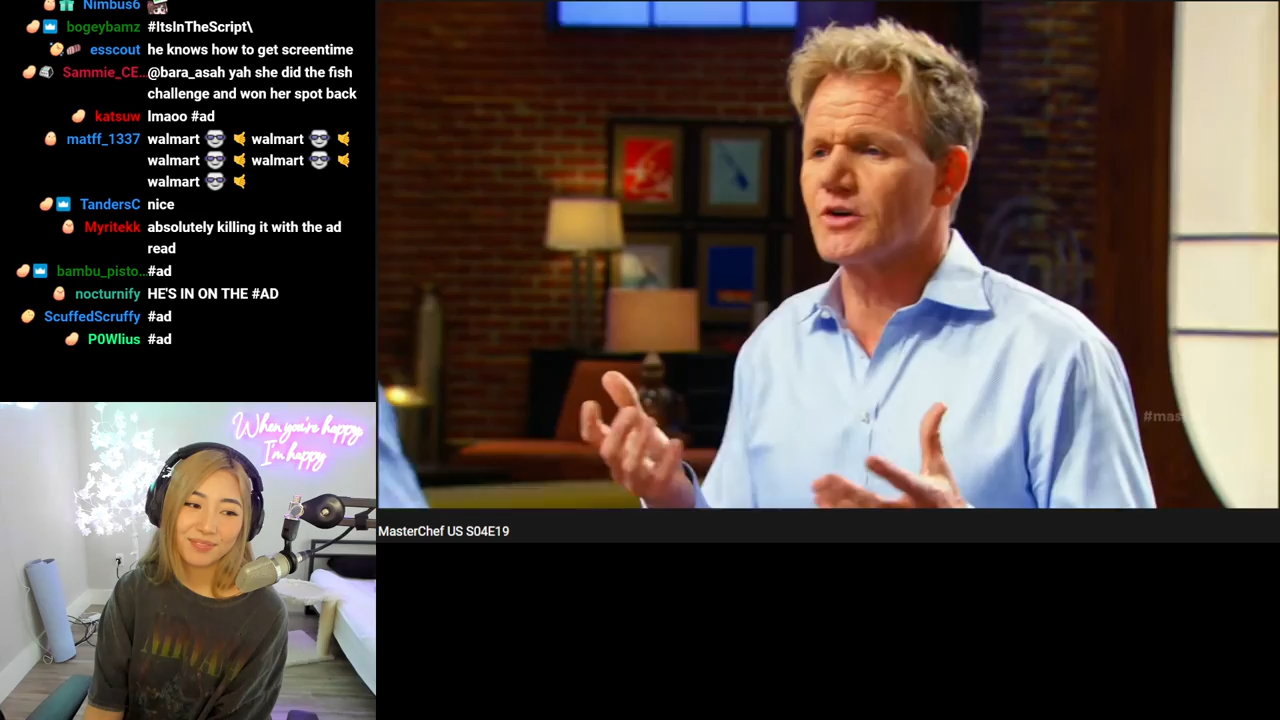 Nimbus6
bogeybamz #ItsInTheScript\
esscout he knows how to get screentime
Sammie_CE... @bara_asah yah she did the fish
challenge and won her spot back
katsuw lmaoo #ad
matff_1337 walmart walmart
walmart walmart
walmart
TandersC nice
Myritekk absolutely killing it with the ad
read
bambu_pisto... #ad
nocturnify HE'S IN ON THE #AD
ScuffedScruffy #ad
P0Wlius #ad
#mas
MasterChef US S04E19
When you're happy
I'm happy
NIRVANA